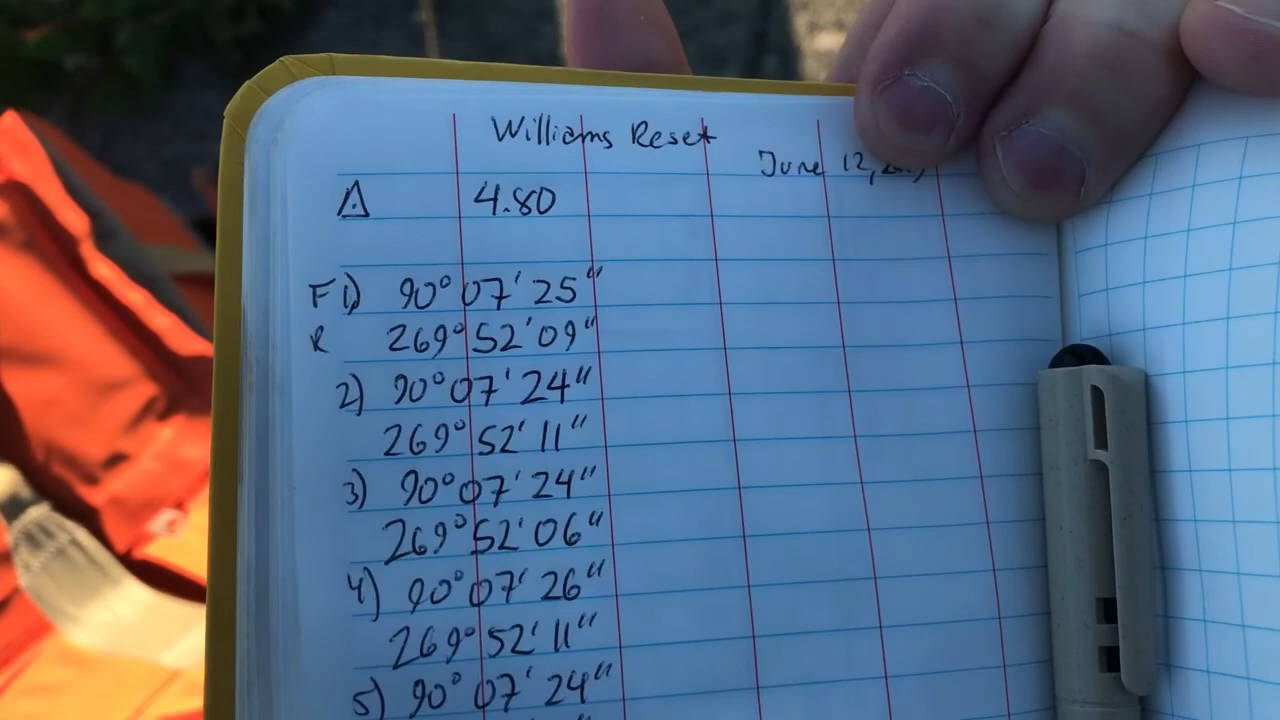 Williams Reset
June 12,
Δ 4.80
F 1) 90° 07' 25"
R 269° 52' 09"
2) 90° 07' 24"
269° 52' 11"
3) 90° 07' 24"
269° 52' 06"
4) 90° 07' 26"
269° 52' 11"
5) 90° 07' 24"